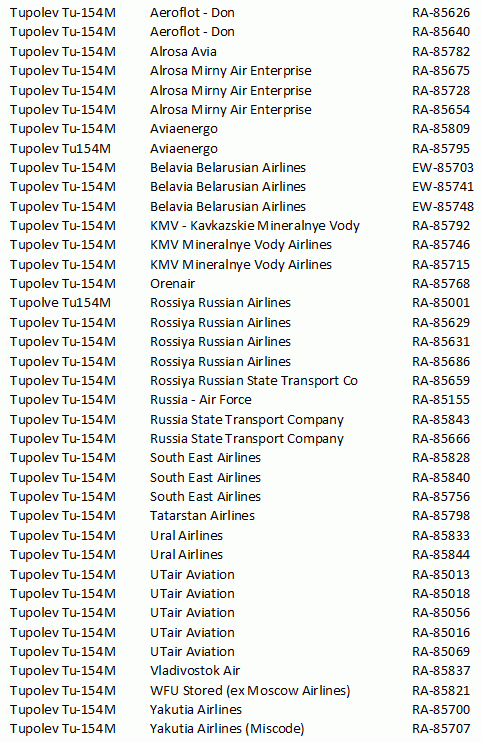 Tupolev Tu-154M Aeroflot - Don RA-85626
Tupolev Tu-154M Aeroflot - Don RA-85640
Tupolev Tu-154M Alrosa Avia RA-85782
Tupolev Tu-154M Alrosa Mirny Air Enterprise RA-85675
Tupolev Tu-154M Alrosa Mirny Air Enterprise RA-85728
Tupolev Tu-154M Alrosa Mirny Air Enterprise RA-85654
Tupolev Tu-154M Aviaenergo RA-85809
Tupolev Tu154M Aviaenergo RA-85795
Tupolev Tu-154M Belavia Belarusian Airlines EW-85703
Tupolev Tu-154M Belavia Belarusian Airlines EW-85741
Tupolev Tu-154M Belavia Belarusian Airlines EW-85748
Tupolev Tu-154M KMV - Kavkazskie Mineralnye Vody RA-85792
Tupolev Tu-154M KMV Mineralnye Vody Airlines RA-85746
Tupolev Tu-154M KMV Mineralnye Vody Airlines RA-85715
Tupolev Tu-154M Orenair RA-85768
Tupolve Tu154M Rossiya Russian Airlines RA-85001
Tupolev Tu-154M Rossiya Russian Airlines RA-85629
Tupolev Tu-154M Rossiya Russian Airlines RA-85631
Tupolev Tu-154M Rossiya Russian Airlines RA-85686
Tupolev Tu-154M Rossiya Russian State Transport Co RA-85659
Tupolev Tu-154M Russia - Air Force RA-85155
Tupolev Tu-154M Russia State Transport Company RA-85843
Tupolev Tu-154M Russia State Transport Company RA-85666
Tupolev Tu-154M South East Airlines RA-85828
Tupolev Tu-154M South East Airlines RA-85840
Tupolev Tu-154M South East Airlines RA-85756
Tupolev Tu-154M Tatarstan Airlines RA-85798
Tupolev Tu-154M Ural Airlines RA-85833
Tupolev Tu-154M Ural Airlines RA-85844
Tupolev Tu-154M UTair Aviation RA-85013
Tupolev Tu-154M UTair Aviation RA-85018
Tupolev Tu-154M UTair Aviation RA-85056
Tupolev Tu-154M UTair Aviation RA-85016
Tupolev Tu-154M UTair Aviation RA-85069
Tupolev Tu-154M Vladivostok Air RA-85837
Tupolev Tu-154M WFU Stored (ex Moscow Airlines) RA-85821
Tupolev Tu-154M Yakutia Airlines RA-85700
Tupolev Tu-154M Yakutia Airlines (Miscode) RA-85707